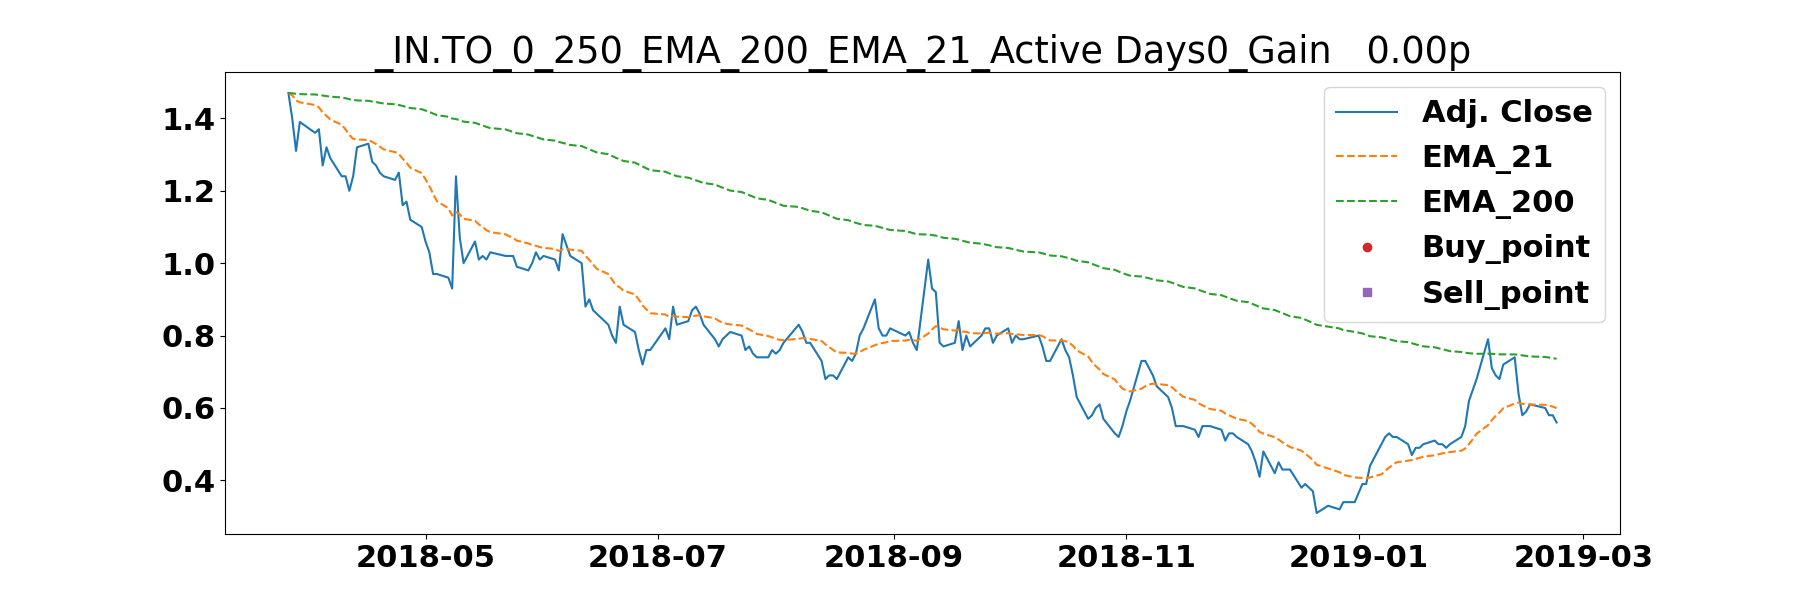 _IN.TO_0_250_EMA_200_EMA_21_Active Days0_Gain   0.00p
1.4
1.2
1.0
0.8
0.6
0.4
Adj. Close
EMA_21
EMA_200
Buy_point
Sell_point
2018-05
2018-07
2018-09
2018-11
2019-01
2019-03